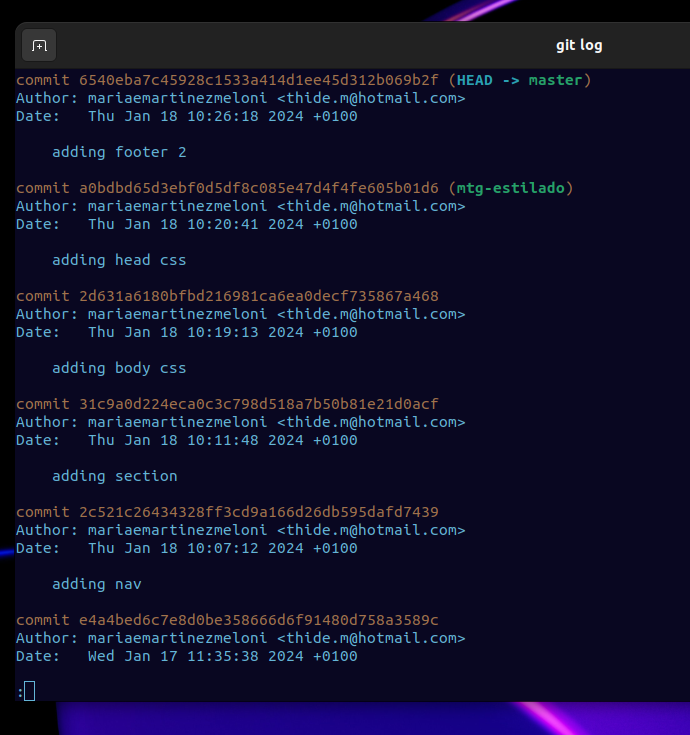 git log
commit 6540eba7c45928c1533a414d1ee45d312b069b2f (HEAD -> master)
Author: mariaemartinezmeloni <thide.m@hotmail.com>
Date:   Thu Jan 18 10:26:18 2024 +0100
    adding footer 2
commit a0bdbd65d3ebf0d5df8c085e47d4f4fe605b01d6 (mtg-estilado)
Author: mariaemartinezmeloni <thide.m@hotmail.com>
Date:   Thu Jan 18 10:20:41 2024 +0100
    adding head css
commit 2d631a6180bfbd216981ca6ea0decf735867a468
Author: mariaemartinezmeloni <thide.m@hotmail.com>
Date:   Thu Jan 18 10:19:13 2024 +0100
    adding body css
commit 31c9a0d224eca0c3c798d518a7b50b81e21d0acf
Author: mariaemartinezmeloni <thide.m@hotmail.com>
Date:   Thu Jan 18 10:11:48 2024 +0100
    adding section
commit 2c521c26434328ff3cd9a166d26db595dafd7439
Author: mariaemartinezmeloni <thide.m@hotmail.com>
Date:   Thu Jan 18 10:07:12 2024 +0100
    adding nav
commit e4a4bed6c7e8d0be358666d6f91480d758a3589c
Author: mariaemartinezmeloni <thide.m@hotmail.com>
Date:   Wed Jan 17 11:35:38 2024 +0100
: